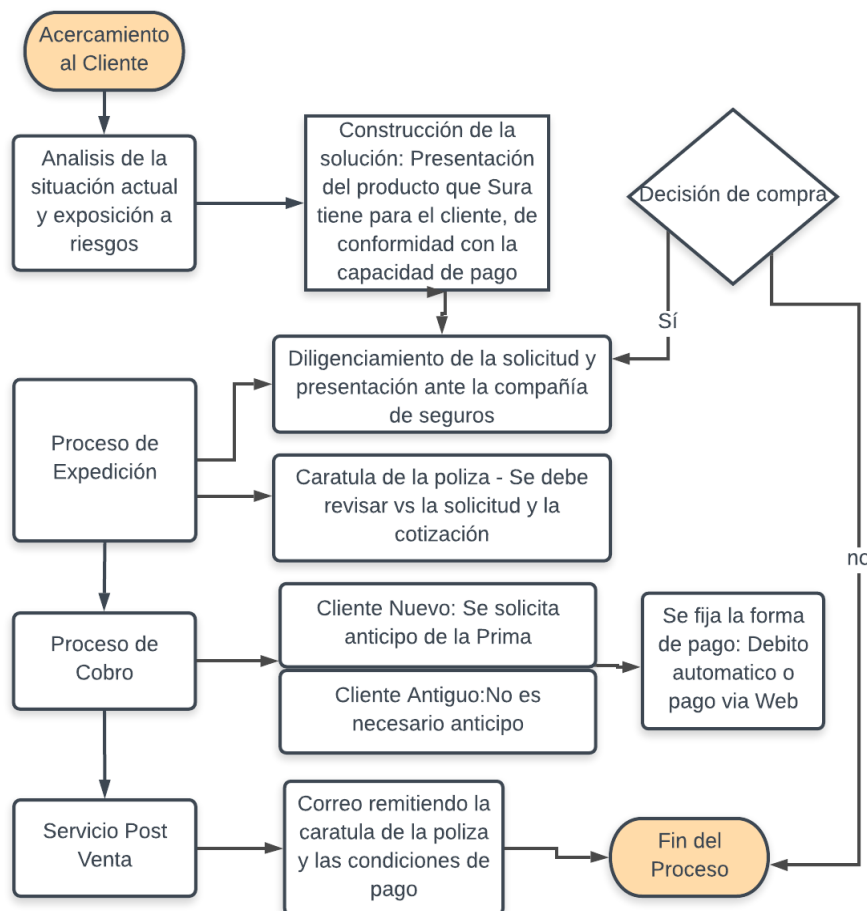 Acercamiento
al Cliente
Analisis de la
situación actual
y exposición a
riesgos
Construcción de la
solución: Presentación
del producto que Sura
tiene para el cliente, de
conformidad con la
capacidad de pago
Decisión de compra
Sí
no
Diligenciamiento de la solicitud y
presentación ante la compañía
de seguros
Proceso de
Expedición
Caratula de la poliza - Se debe
revisar vs la solicitud y la
cotización
Proceso de
Cobro
Cliente Nuevo: Se solicita
anticipo de la Prima
Cliente Antiguo:No es
necesario anticipo
Se fija la forma
de pago: Debito
automatico o
pago via Web
Servicio Post
Venta
Correo remitiendo la
caratula de la poliza
y las condiciones de
pago
Fin del
Proceso